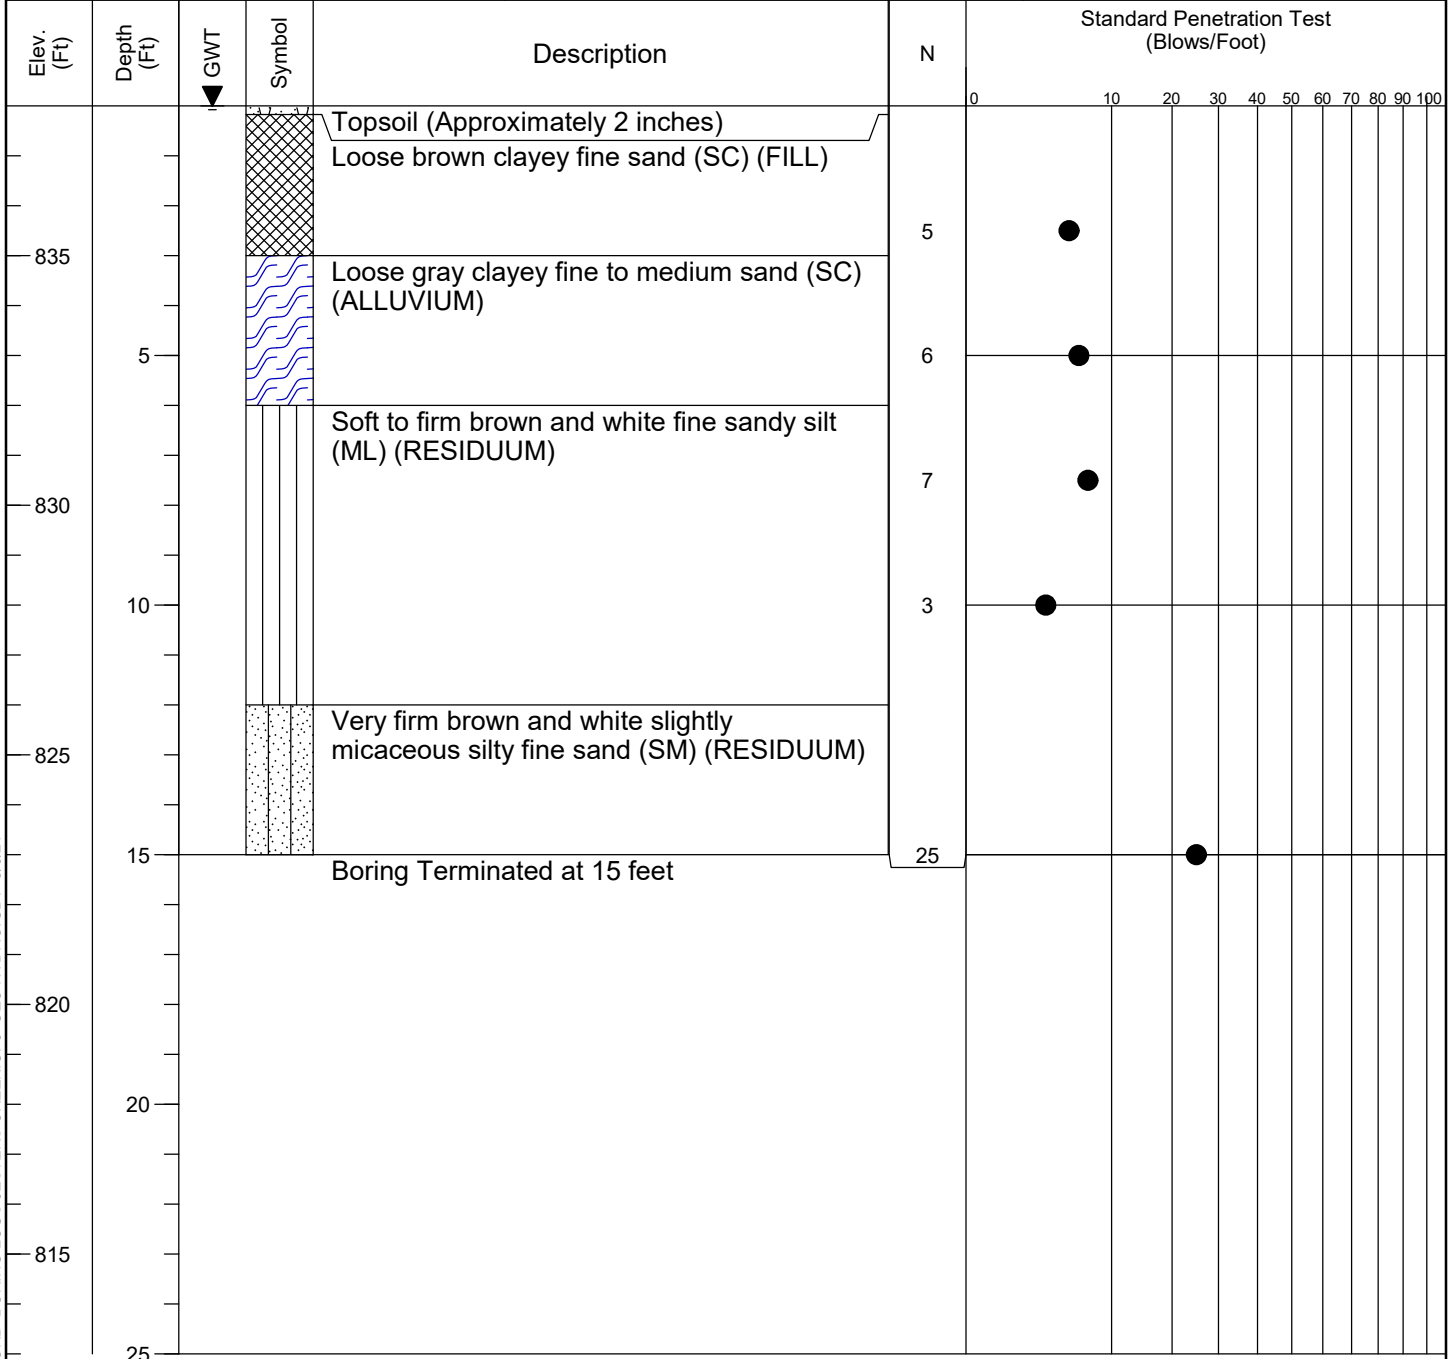 Elev.
(Ft)
Depth
(Ft)
GWT
Symbol
Description
N
Standard Penetration Test
(Blows/Foot)
0 10 20 30 40 50 60 70 80 90 100
Topsoil (Approximately 2 inches)
Loose brown clayey fine sand (SC) (FILL)
5
835
Loose gray clayey fine to medium sand (SC)
(ALLUVIUM)
5
6
Soft to firm brown and white fine sandy silt
(ML) (RESIDUUM)
7
830
10
3
Very firm brown and white slightly
micaceous silty fine sand (SM) (RESIDUUM)
825
15
25
Boring Terminated at 15 feet
820
20
815
25